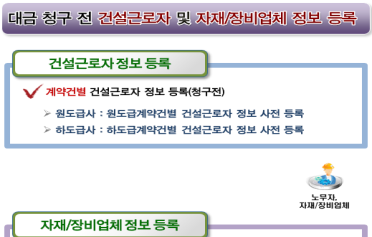 대금 청구 전 건설근로자 및 자재/장비업체 정보 등록
건설근로자 정보 등록
계약건별 건설근로자 정보 등록(청구전)
➢ 원도급사 : 원도급계약건별 건설근로자 정보 사전 등록
➢ 하도급사 : 하도급계약건별 건설근로자 정보 사전 등록
노무자,
자재/장비업체
자재/장비업체 정보 등록